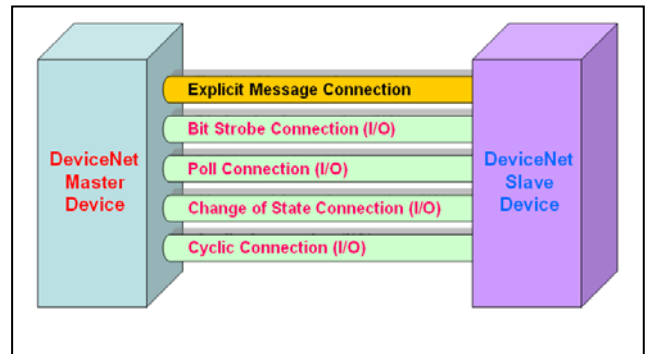 DeviceNet
Master
Device
Explicit Message Connection
Bit Strobe Connection (I/O)
Poll Connection (I/O)
Change of State Connection (I/O)
Cyclic Connection (I/O)
DeviceNet
Slave
Device